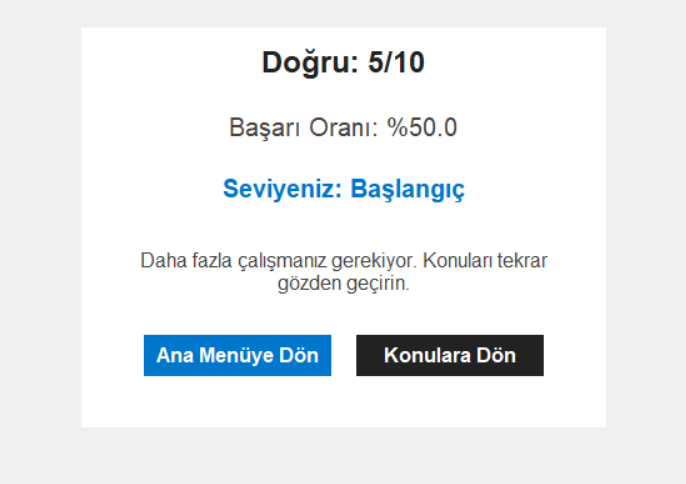 Doğru: 5/10
Başarı Oranı: %50.0
Seviyeniz: Başlangıç
Daha fazla çalışmanız gerekiyor. Konuları tekrar
gözden geçirin.
Ana Menüye Dön
Konulara Dön